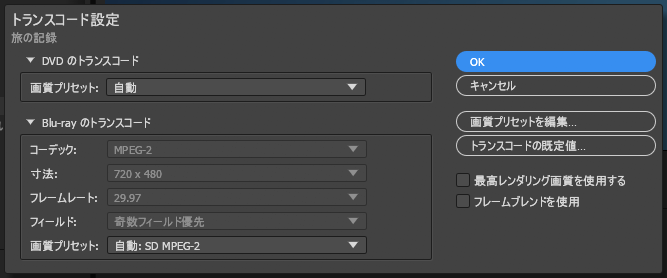 トランスコード設定
旅の記録
DVD のトランスコード
画質プリセット: 自動
Blu-ray のトランスコード
コーデック: MPEG-2
寸法: 720 x 480
フレームレート: 29.97
フィールド: 奇数フィールド優先
画質プリセット: 自動: SD MPEG-2
OK
キャンセル
画質プリセットを編集...
トランスコードの既定値...
最高レンダリング画質を使用する
フレームブレンドを使用